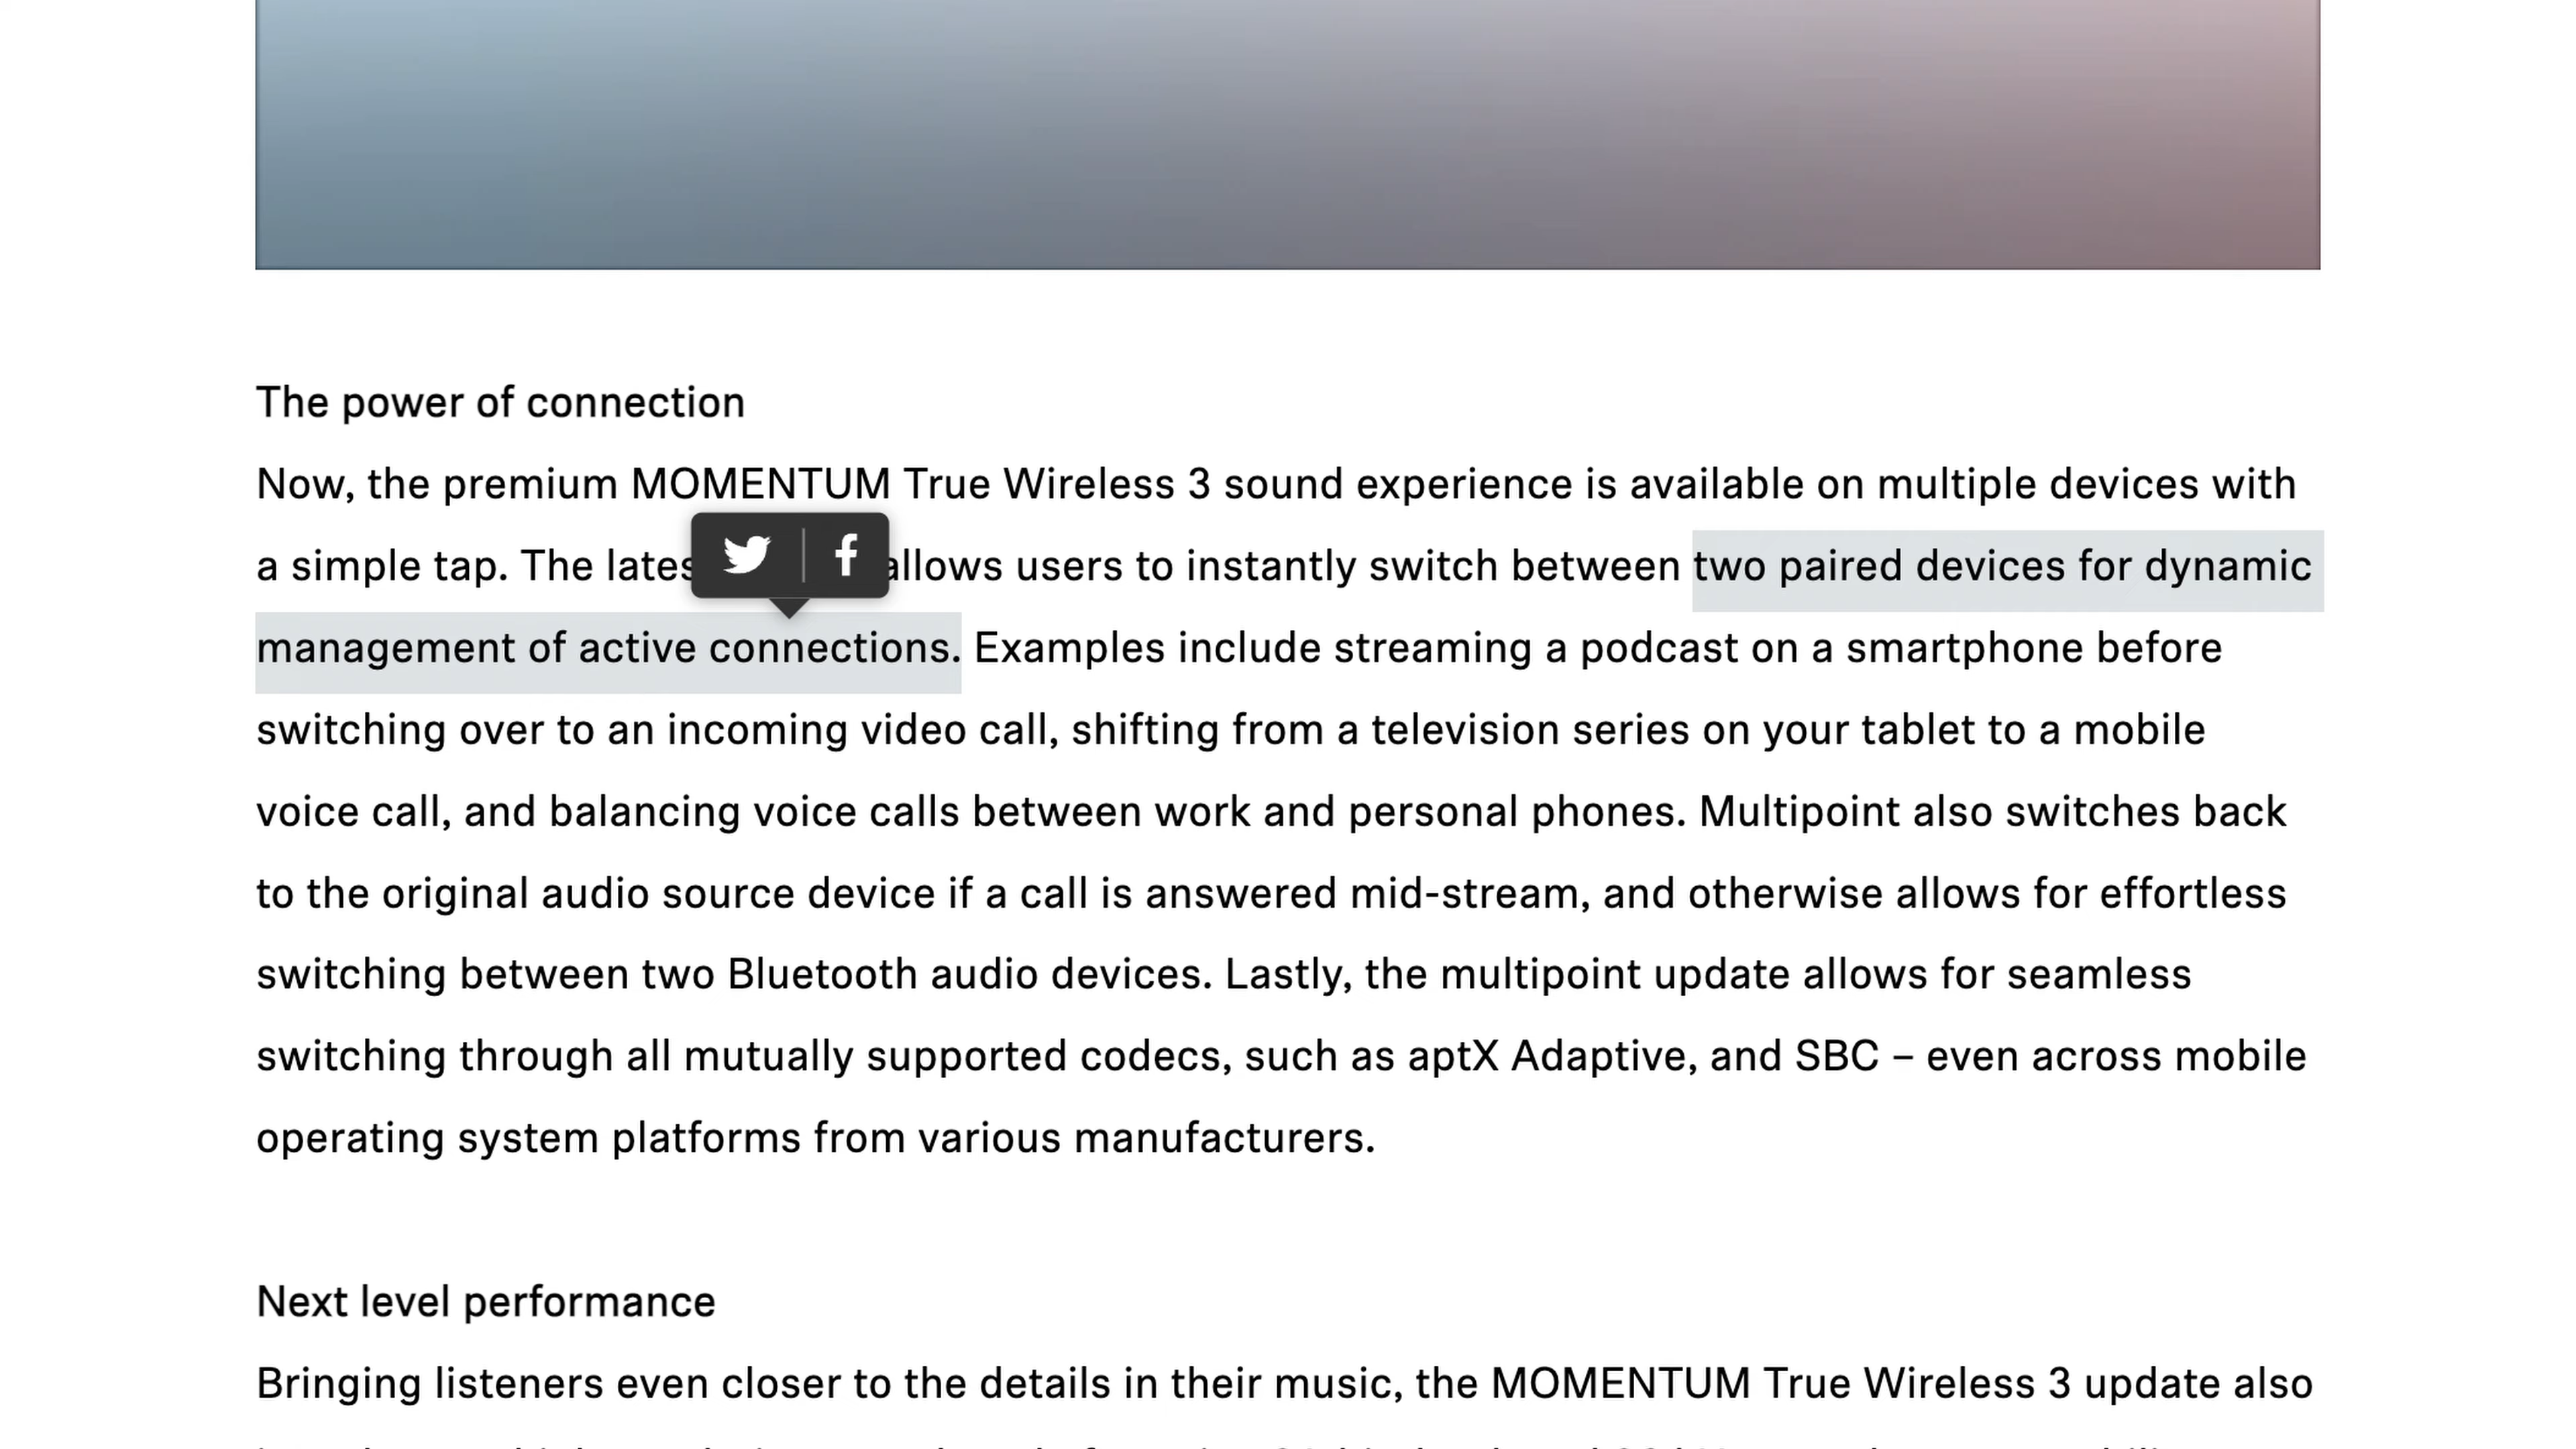 The power of connection
Now, the premium MOMENTUM True Wireless 3 sound experience is available on multiple devices with
a simple tap. The lates allows users to instantly switch between two paired devices for dynamic
management of active connections. Examples include streaming a podcast on a smartphone before
switching over to an incoming video call, shifting from a television series on your tablet to a mobile
voice call, and balancing voice calls between work and personal phones. Multipoint also switches back
to the original audio source device if a call is answered mid-stream, and otherwise allows for effortless
switching between two Bluetooth audio devices. Lastly, the multipoint update allows for seamless
switching through all mutually supported codecs, such as aptX Adaptive, and SBC – even across mobile
operating system platforms from various manufacturers.
Next level performance
Bringing listeners even closer to the details in their music, the MOMENTUM True Wireless 3 update also